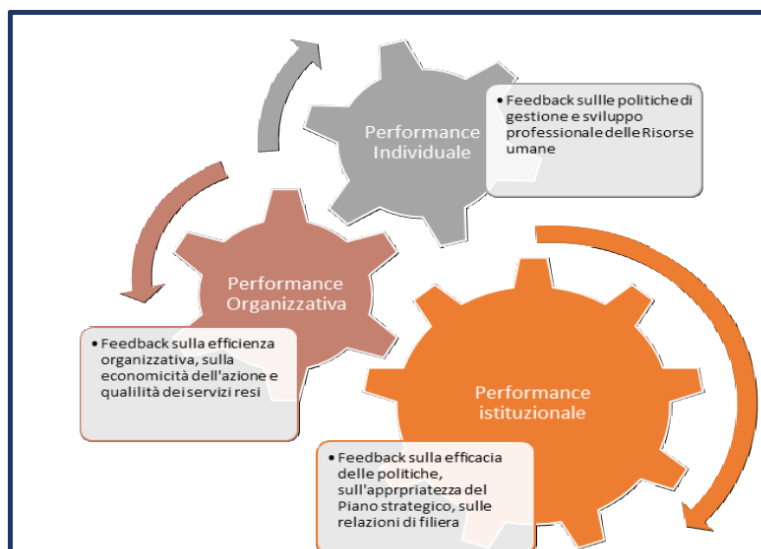 Performance
Individuale
• Feedback sullle politiche di
gestione e sviluppo
professionale delle Risorse
umane
Performance
Organizzativa
• Feedback sulla efficienza
organizzativa, sulla
economicità dell'azione e
qualilità dei servizi resi
Performance
istituzionale
• Feedback sulla efficacia
delle politiche,
sull'apprpriatezza del
Piano strategico, sulle
relazioni di filiera